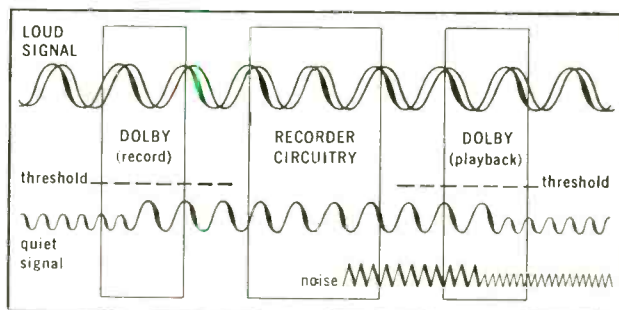 LOUD
SIGNAL
DOLBY
(record)
RECORDER
CIRCUITRY
DOLBY
(playback)
threshold
threshold
quiet
signal
noise